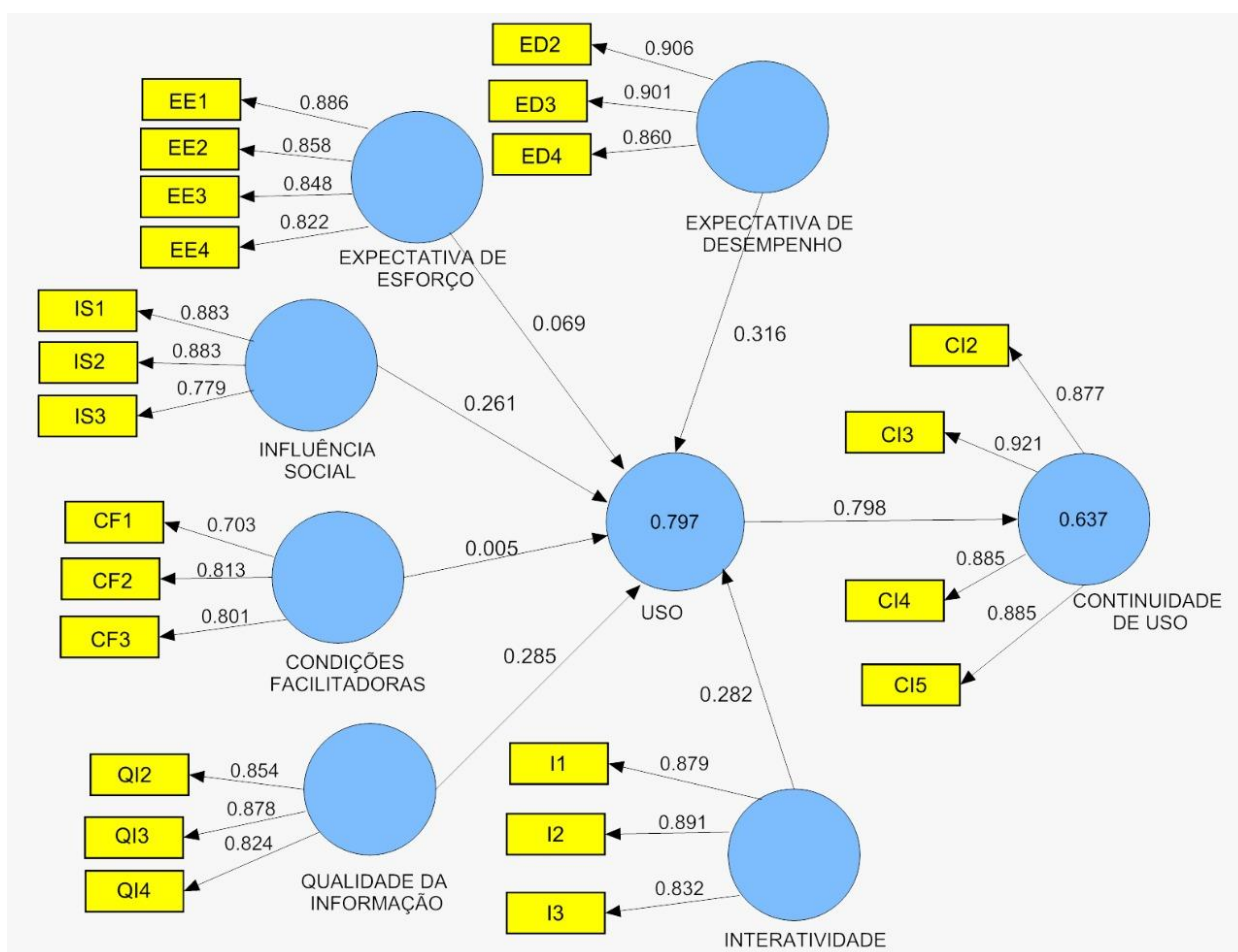 ED2
0.906
ED3
0.901
ED4
0.860
EXPECTATIVA DE
DESEMPENHO
EE1
0.886
EE2
0.858
EE3
0.848
EE4
0.822
EXPECTATIVA DE
ESFORÇO
0.069
0.316
IS1
0.883
IS2
0.883
IS3
0.779
INFLUÊNCIA
SOCIAL
0.261
CI2
0.877
CI3
0.921
CF1
0.703
CF2
0.813
CF3
0.801
CONDIÇÕES
FACILITADORAS
0.005
0.797
USO
0.798
0.637
CONTINUIDADE
DE USO
CI4
0.885
CI5
0.885
0.285
0.282
QI2
0.854
QI3
0.878
QI4
0.824
QUALIDADE DA
INFORMAÇÃO
I1
0.879
I2
0.891
I3
0.832
INTERATIVIDADE